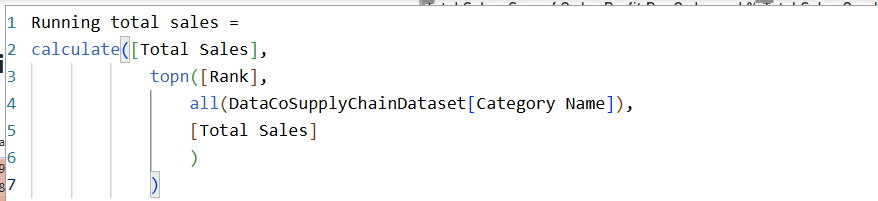 1 Running total sales =
2 calculate([Total Sales],
3 topn([Rank],
4 all(DataCoSupplyChainDataset[Category Name]),
5 [Total Sales]
6 )
7 )